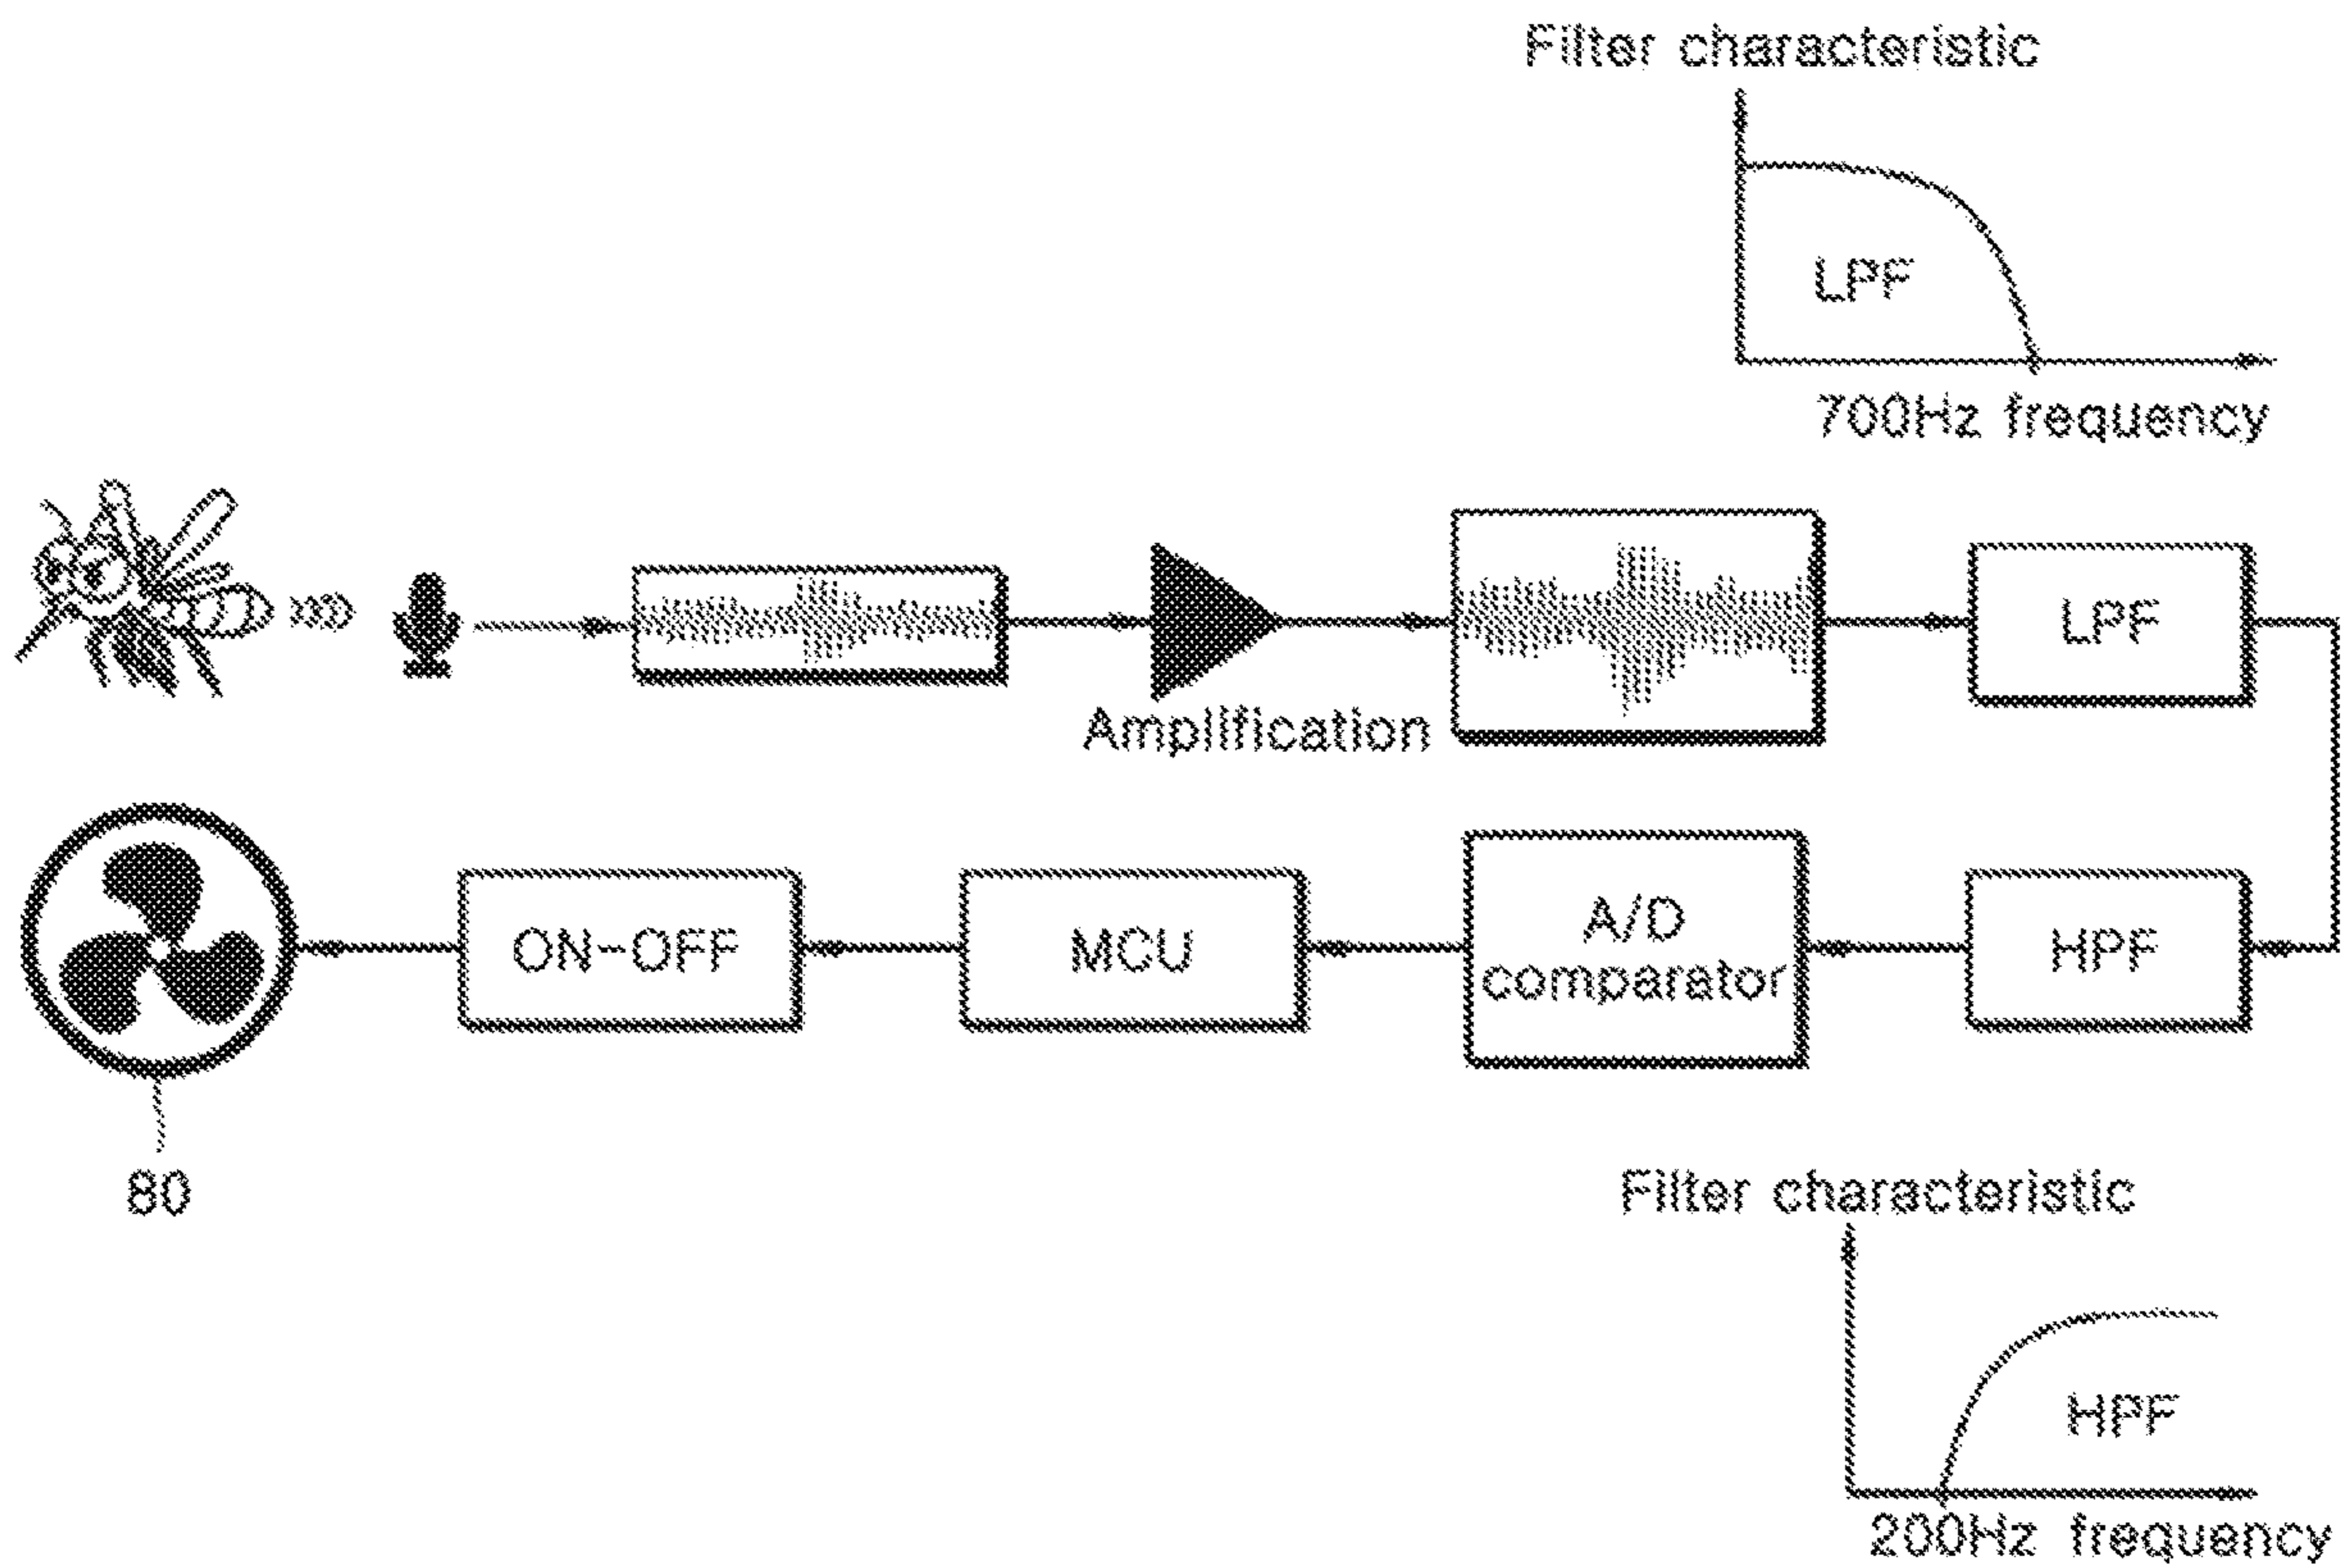 Filter characteristic
LPF
700Hz frequency
LPF
Amplification
ON-OFF
MCU
A/D
comparator
HPF
80
Filter characteristic
HPF
200Hz frequency